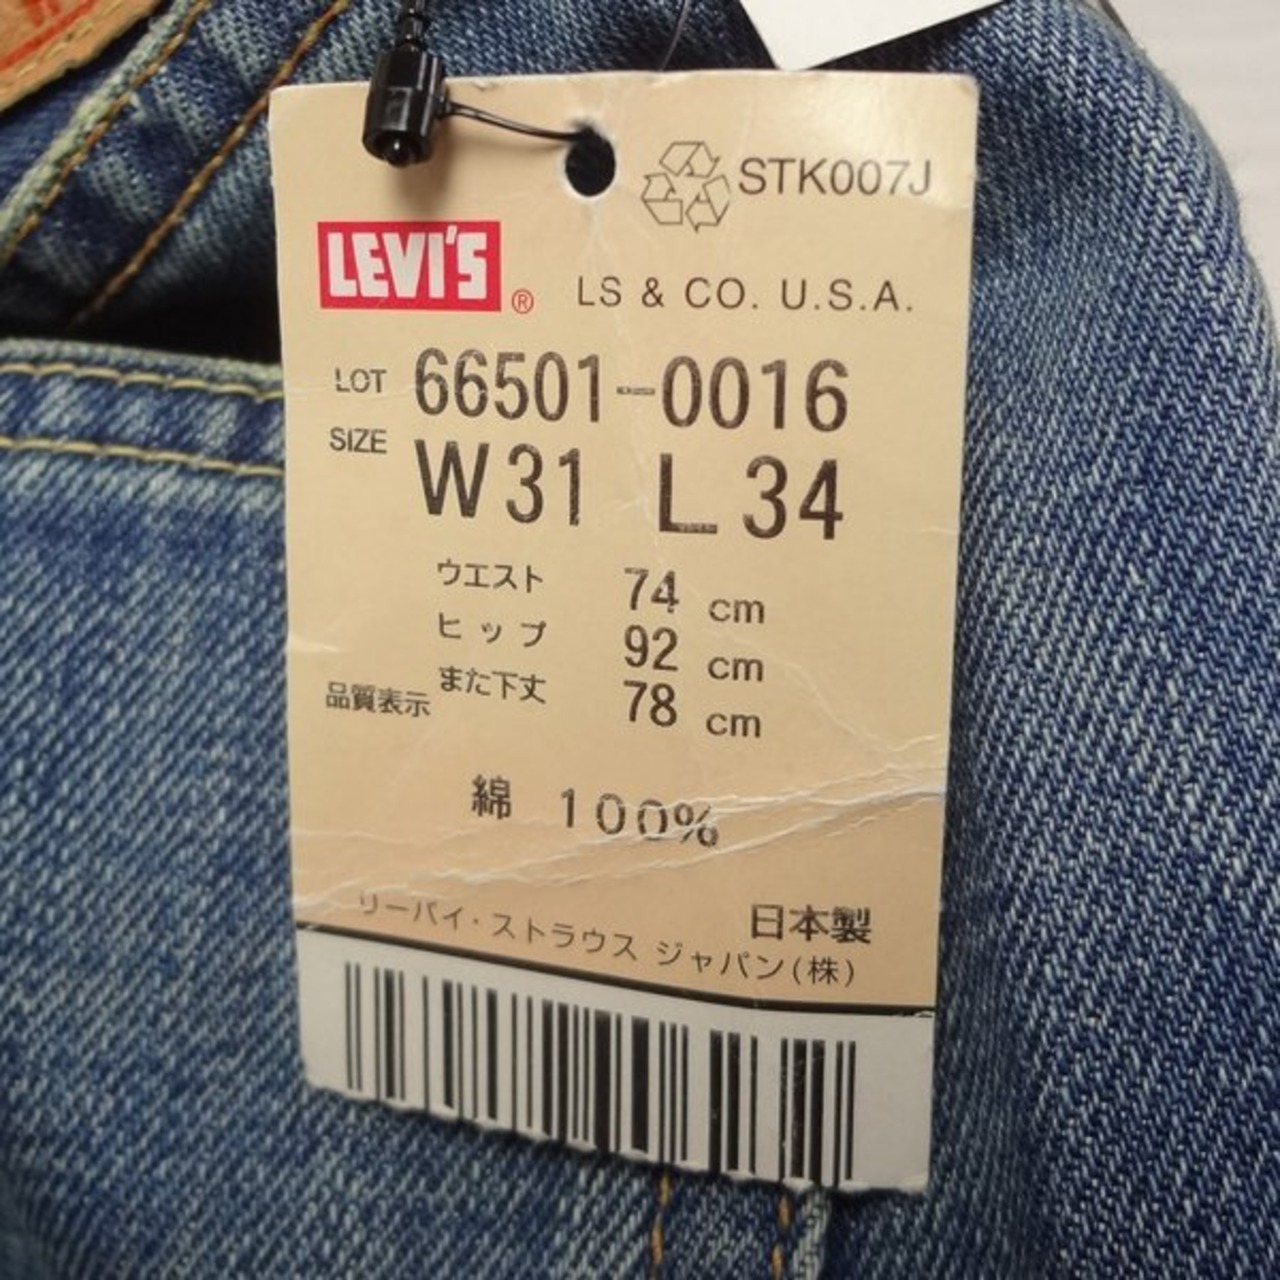 STK007J
LEVI'S ®
LS & CO. U.S.A.
LOT 66501-0016
SIZE W31 L34
ウエスト 74 cm
ヒップ 92 cm
また下丈 78 cm
品質表示
綿 100%
日本製
リーバイ・ストラウス ジャパン(株)